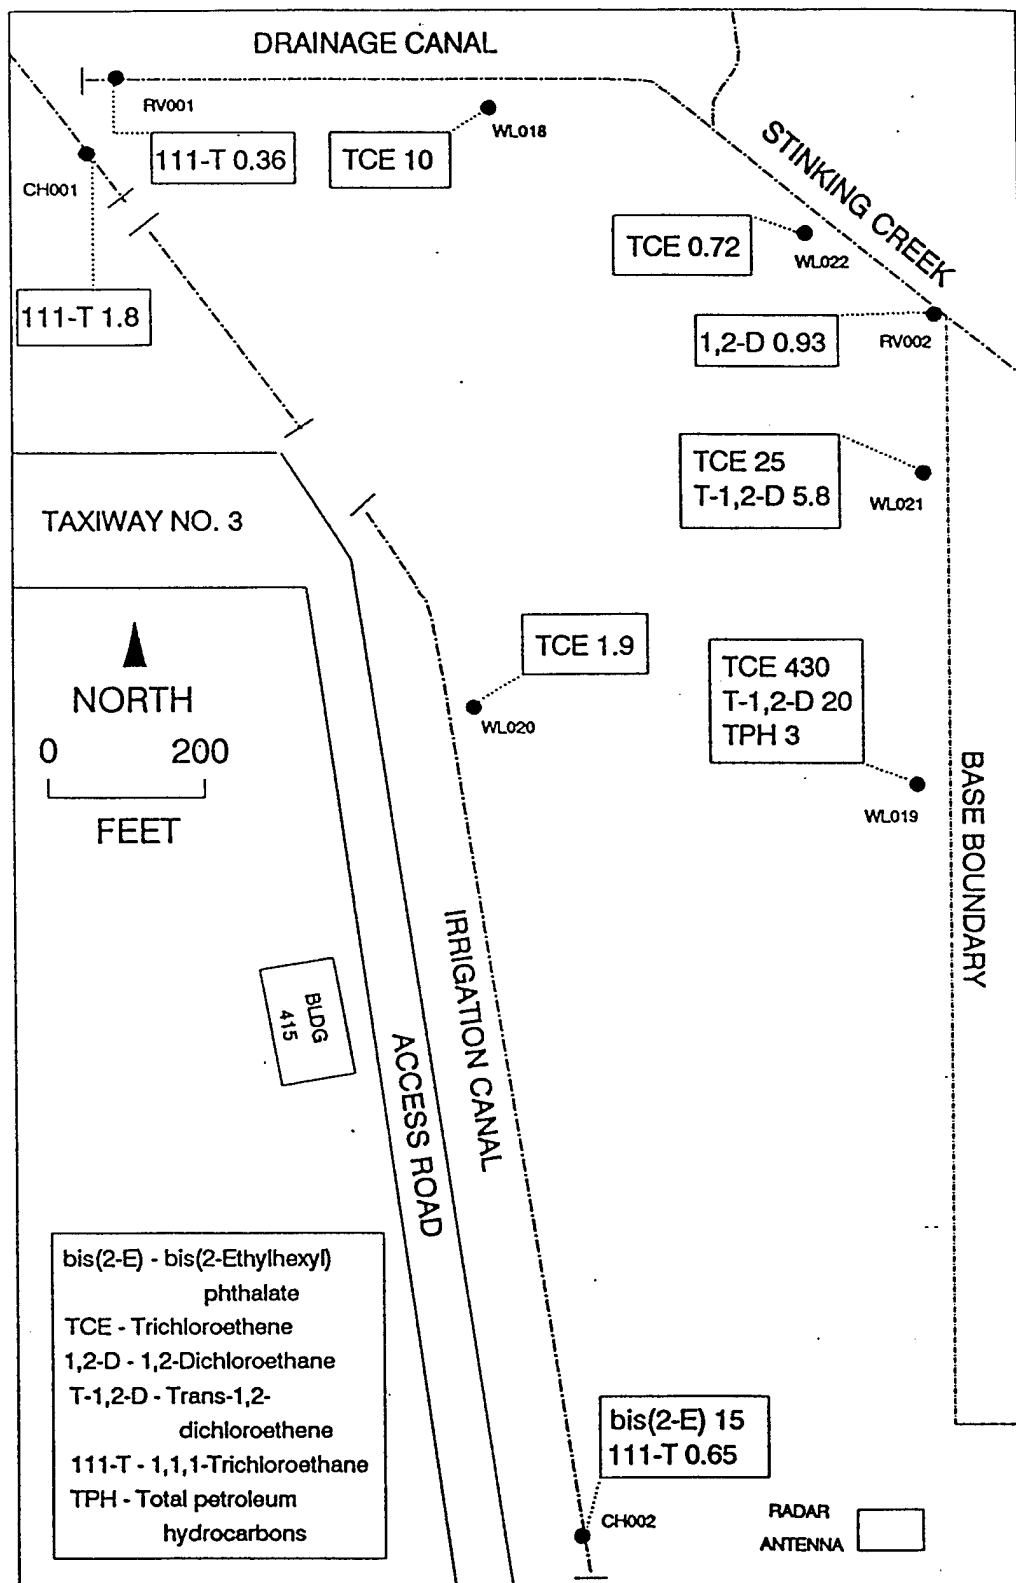 DRAINAGE CANAL
RV001
WL018
111-T 0.36
TCE 10
CH001
STINKING CREEK
TCE 0.72
WL022
111-T 1.8
1,2-D 0.93
RV002
TCE 25
T-1,2-D 5.8
WL021
TAXIWAY NO. 3
TCE 1.9
TCE 430
T-1,2-D 20
TPH 3
NORTH
WL020
0 200
FEET
WL019
BASE BOUNDARY
IRRIGATION CANAL
BLDG
415
ACCESS ROAD
bis(2-E) - bis(2-Ethylhexyl)
phthalate
TCE - Trichloroethene
1,2-D - 1,2-Dichloroethane
T-1,2-D - Trans-1,2-
dichloroethene
111-T - 1,1,1-Trichloroethane
TPH - Total petroleum
hydrocarbons
bis(2-E) 15
111-T 0.65
CH002
RADAR
ANTENNA